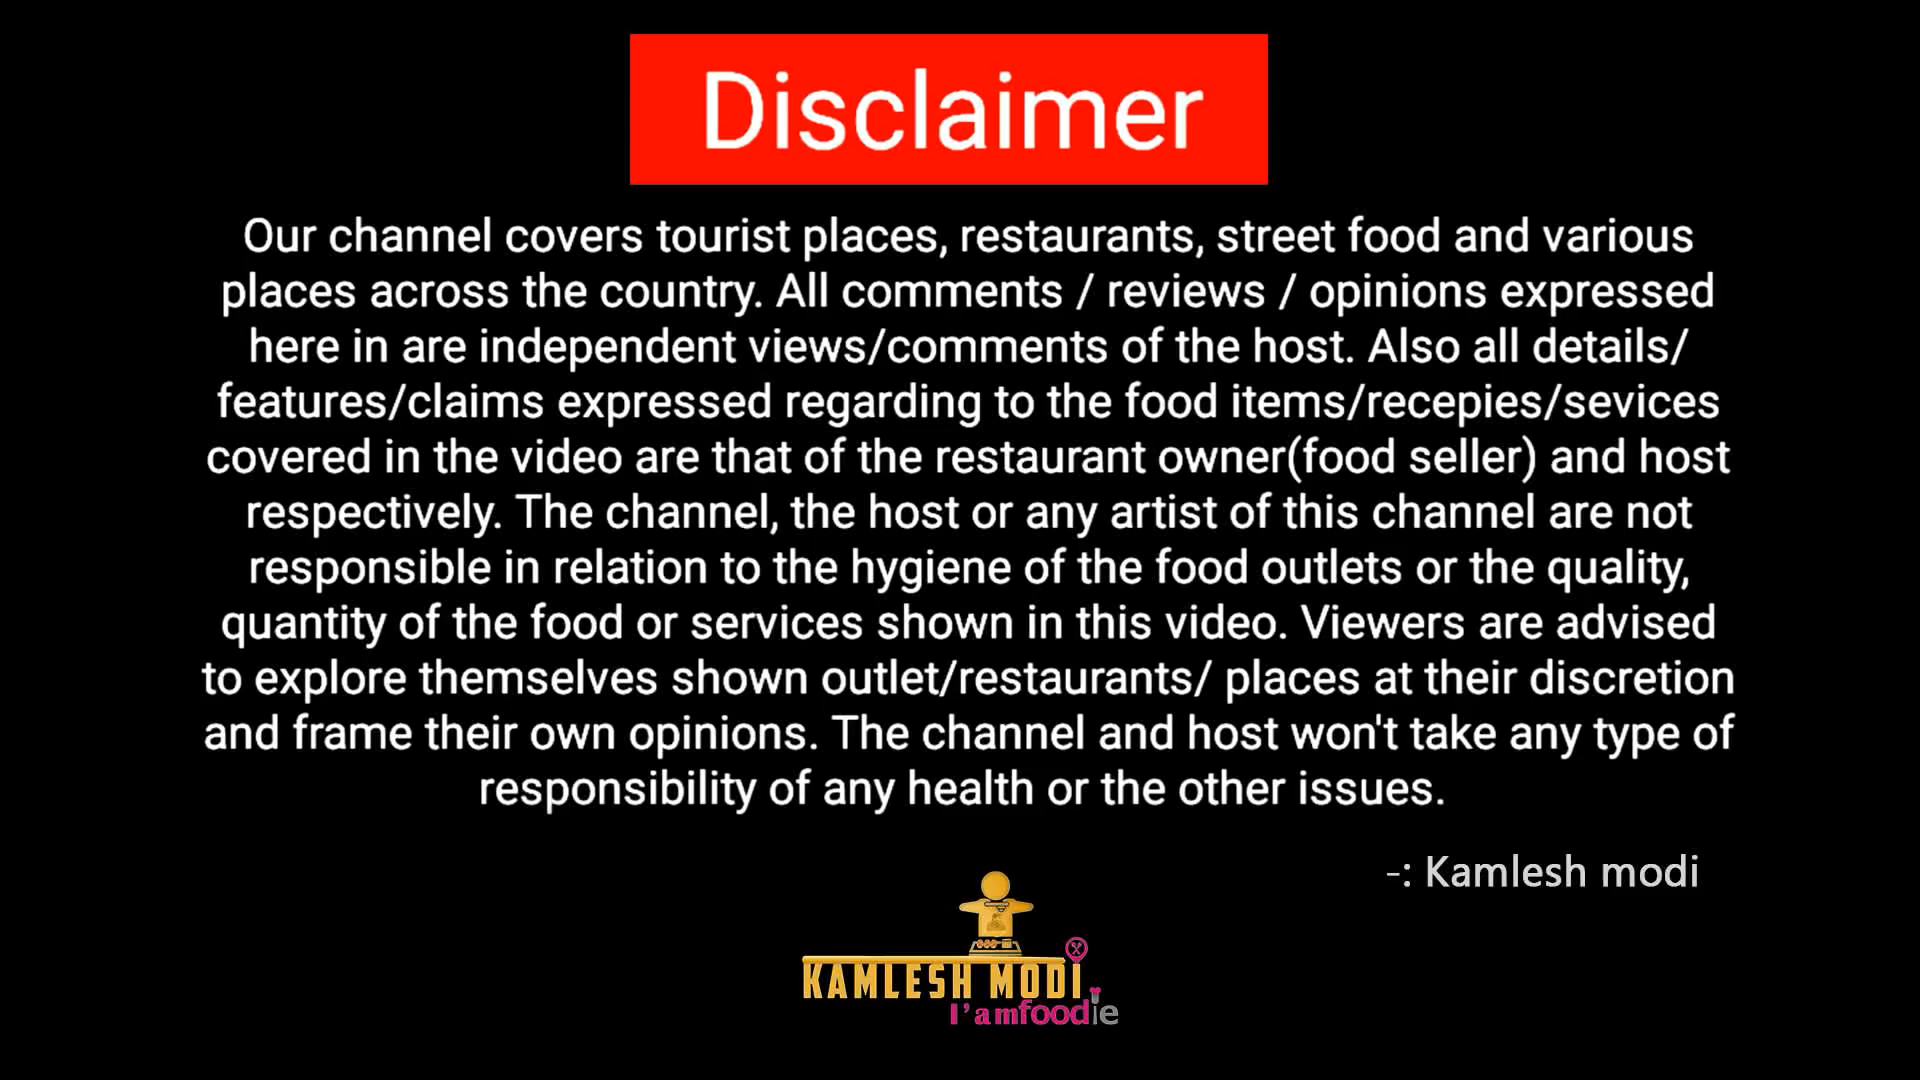 Disclaimer
Our channel covers tourist places, restaurants, street food and various
places across the country. All comments / reviews / opinions expressed
here in are independent views/comments of the host. Also all details/
features/claims expressed regarding to the food items/recepies/sevices
covered in the video are that of the restaurant owner(food seller) and host
respectively. The channel, the host or any artist of this channel are not
responsible in relation to the hygiene of the food outlets or the quality,
quantity of the food or services shown in this video. Viewers are advised
to explore themselves shown outlet/restaurants/ places at their discretion
and frame their own opinions. The channel and host won't take any type of
responsibility of any health or the other issues.
-: Kamlesh modi
KAMLESH MODI
I'amfoodie